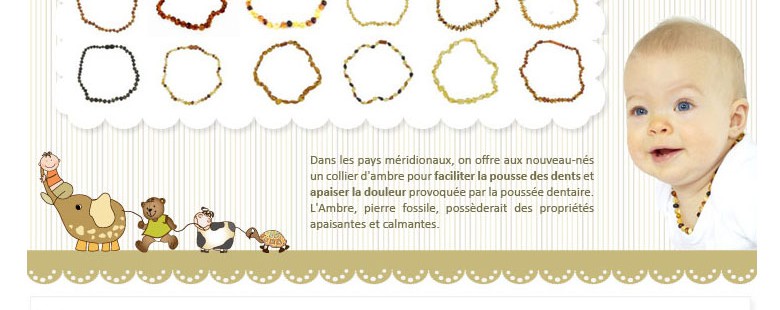 Dans les pays méridionaux, on offre aux nouveau-nés
un collier d'ambre pour faciliter la pousse des dents et
apaiser la douleur provoquée par la poussée dentaire.
L'Ambre, pierre fossile, possèderait des propriétés
apaisantes et calmantes.